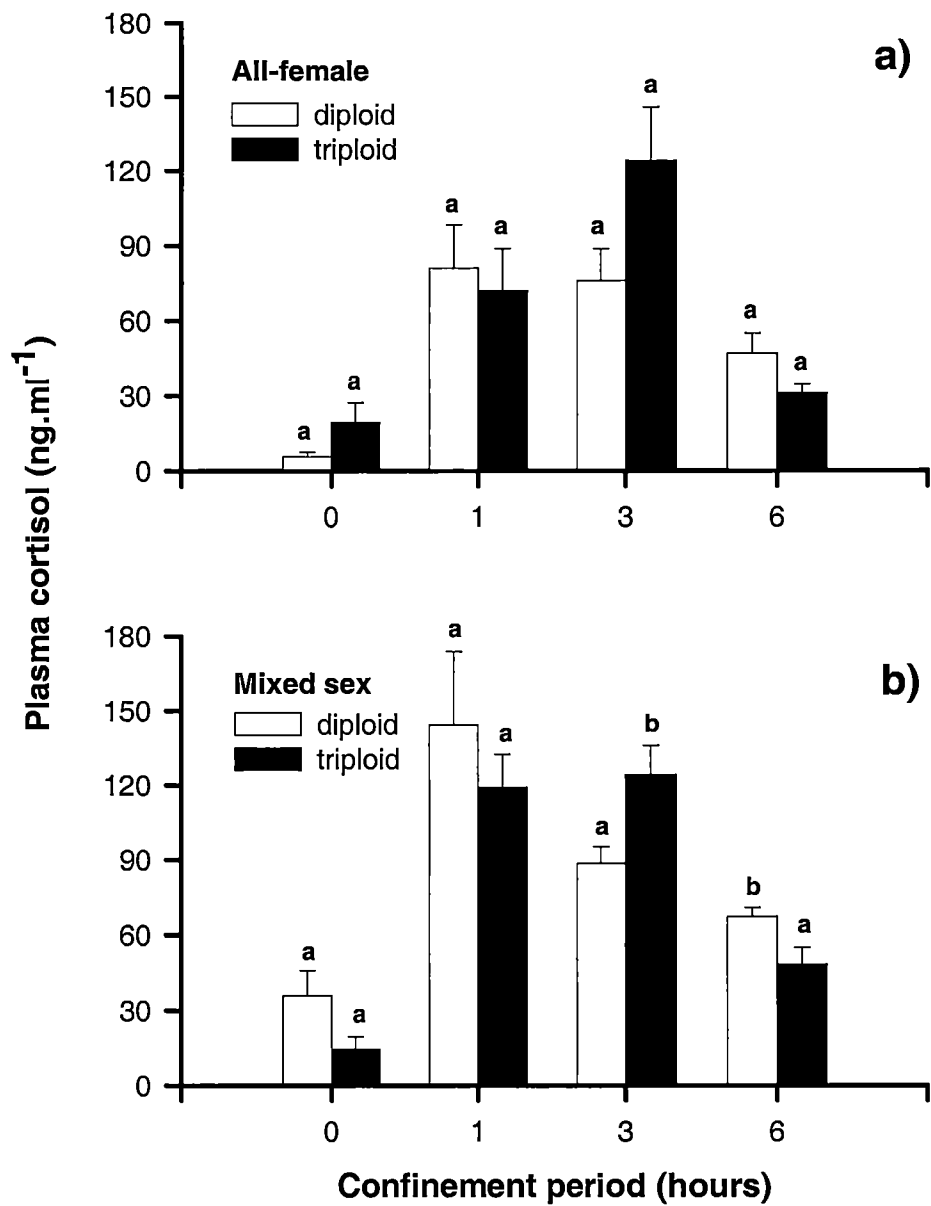 180
a)
All-female
a
150
diploid
triploid
120
a
a
a
90
60
a
a
30
a
a
0
0 1 3 6
Plasma cortisol (ng.ml⁻¹)
180
a
Mixed sex
b)
150
diploid
a
b
triploid
120
a
90
b
a
60
a
30
a
0
0 1 3 6
Confinement period (hours)